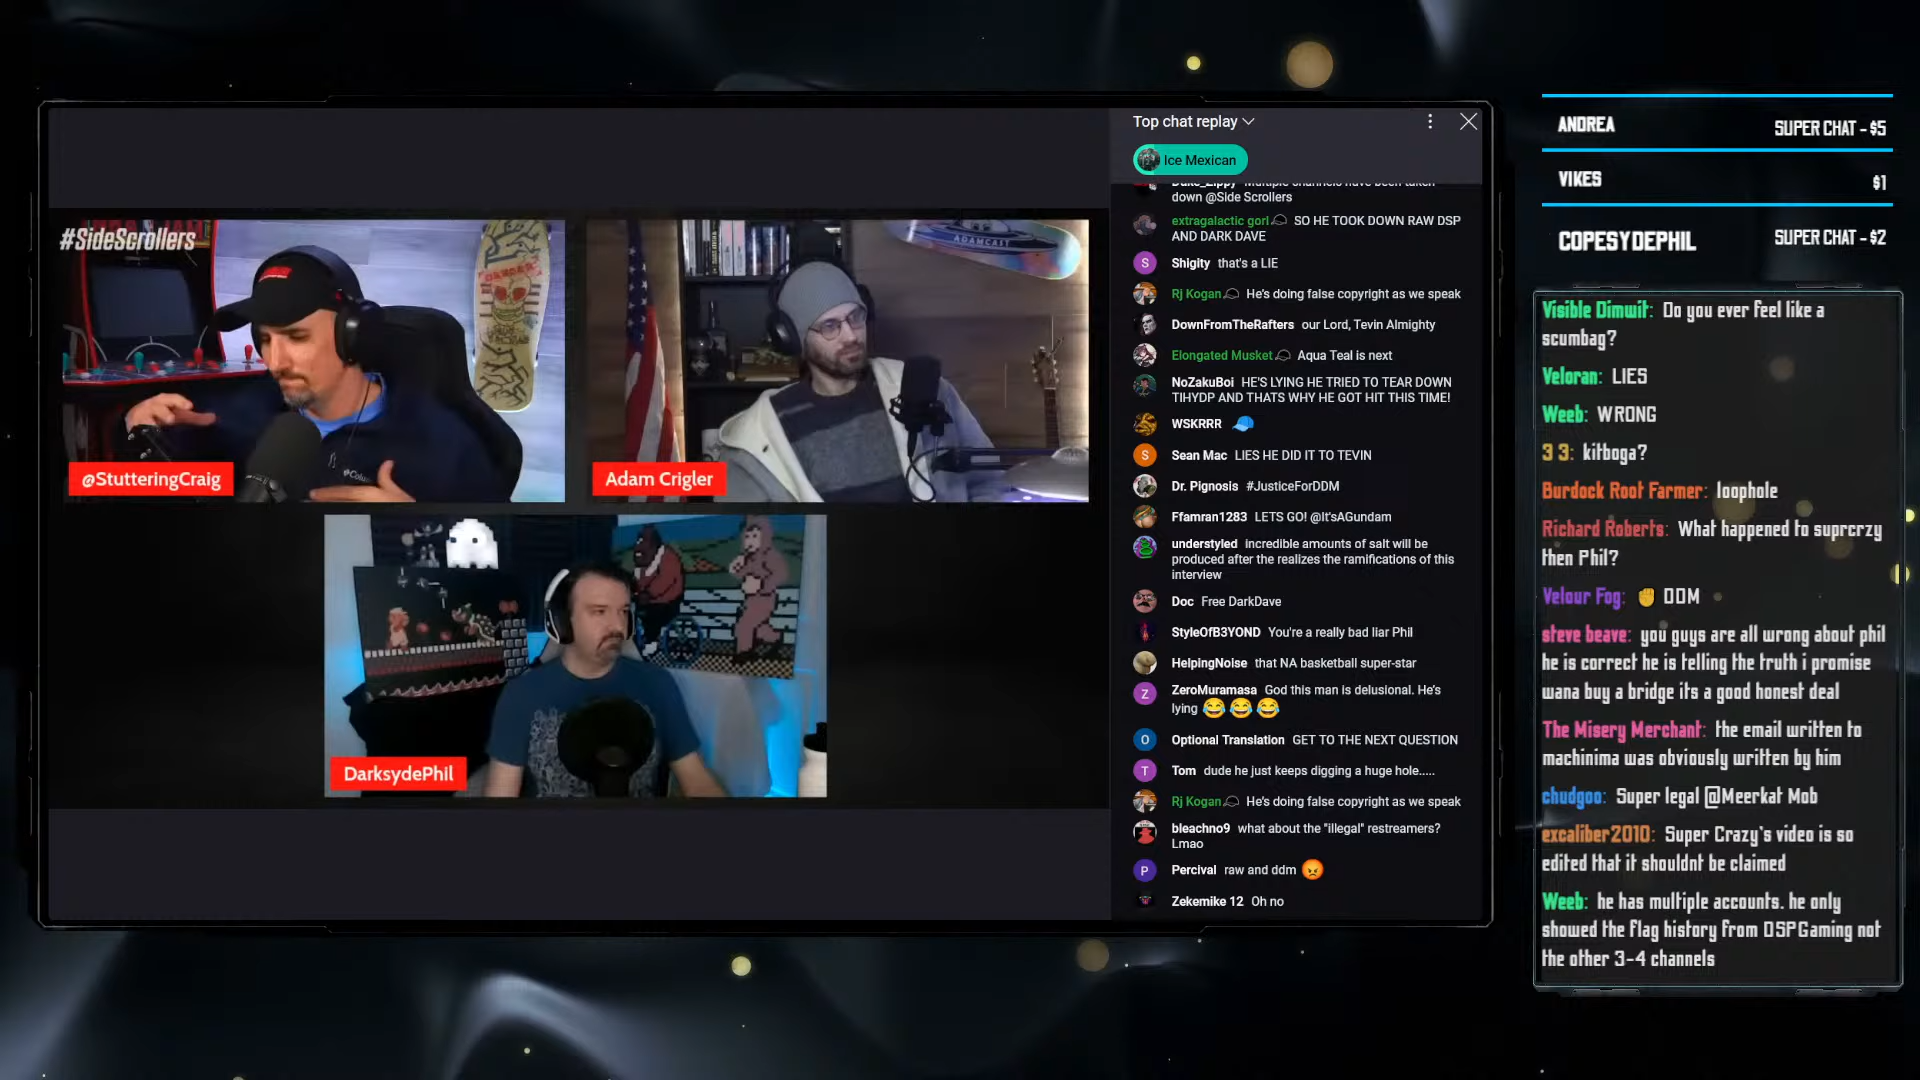 #SideScrollers
@StutteringCraig
ADAMCAST
Adam Crigler
DarksydePhil
Top chat replay
Ice Mexican
Duke_Zippy Multiple channels have been taken
down @Side Scrollers
extragalactic gorl SO HE TOOK DOWN RAW DSP
AND DARK DAVE
S Shigity that's a LIE
Rj Kogan He's doing false copyright as we speak
DownFromTheRafters our Lord, Tevin Almighty
Elongated Musket Aqua Teal is next
NoZakuBoi HE'S LYING HE TRIED TO TEAR DOWN
TIHYDP AND THATS WHY HE GOT HIT THIS TIME!
WSKRRR 🧢
S Sean Mac LIES HE DID IT TO TEVIN
Dr. Pignosis #JusticeForDDM
Ffamran1283 LETS GO! @It'sAGundam
understyled incredible amounts of salt will be
produced after the realizes the ramifications of this
interview
Doc Free DarkDave
StyleOfB3YOND You're a really bad liar Phil
HelpingNoise that NA basketball super-star
Z ZeroMuramasa God this man is delusional. He's
lying 😂😂😂
O Optional Translation GET TO THE NEXT QUESTION
T Tom dude he just keeps digging a huge hole.....
Rj Kogan He's doing false copyright as we speak
bleachno9 what about the "illegal" restreamers?
Lmao
P Percival raw and ddm 😡
Zekemike 12 Oh no
ANDREA SUPER CHAT - $5
VIKES $1
COPESYDEPHIL SUPER CHAT - $2
Visible Dimwit: Do you ever feel like a
scumbag?
Veloran: LIES
Weeb: WRONG
3 3: kitboga?
Burdock Root Farmer: loophole
Richard Roberts: What happened to suprcrzy
then Phil?
Velour Fog: ✊ DDM
steve beave: you guys are all wrong about phil
he is correct he is telling the truth i promise
wana buy a bridge its a good honest deal
The Misery Merchant: the email written to
machinima was obviously written by him
chudgoo: Super legal @Meerkat Mob
excaliber2010: Super Crazy's video is so
edited that it shouldnt be claimed
Weeb: he has multiple accounts. he only
showed the flag history from DSPGaming not
the other 3-4 channels